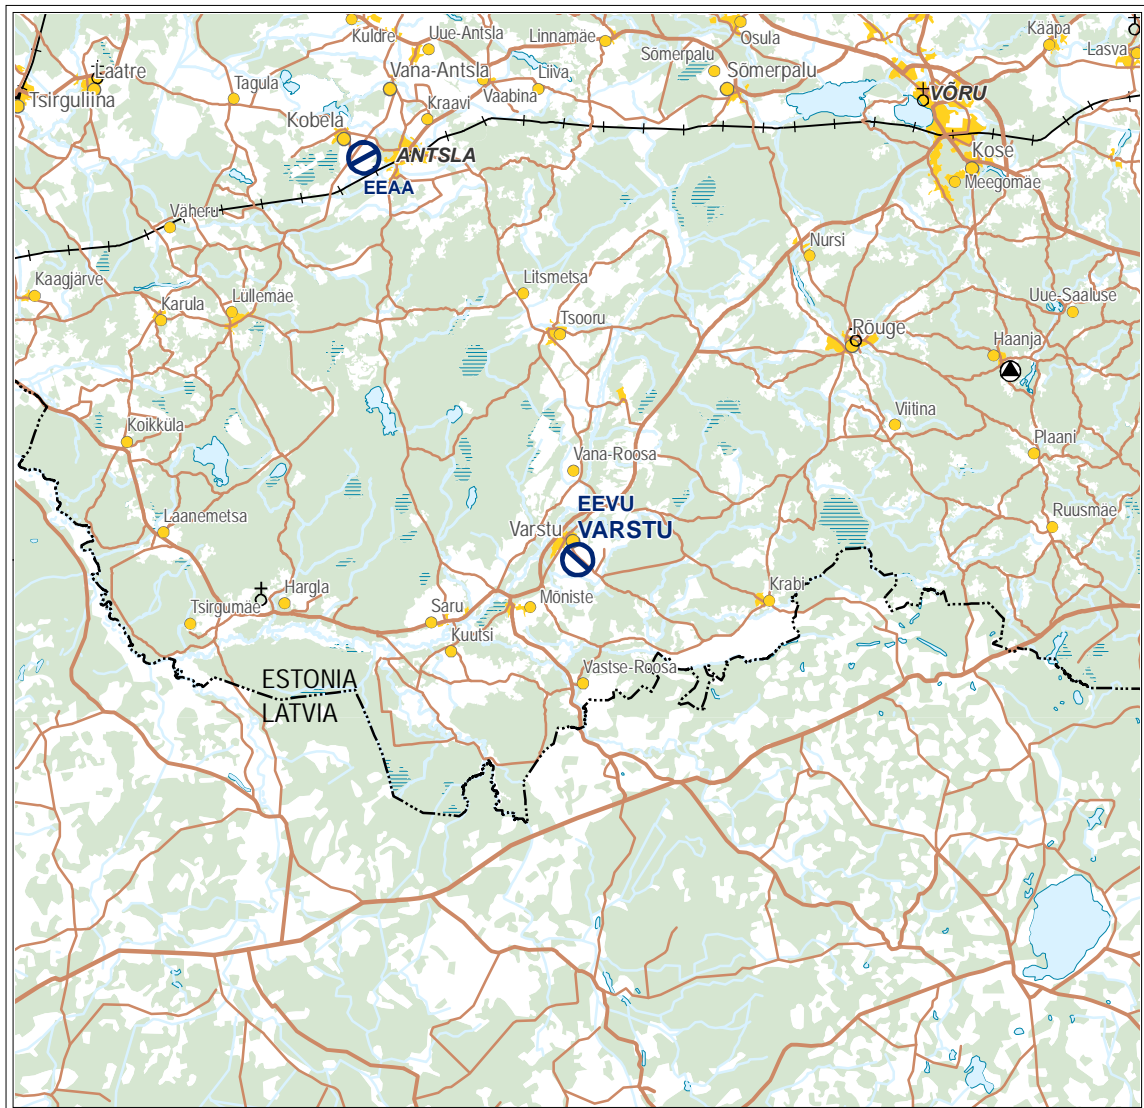 Kuldre
Uue-Antsla
Linnamäe
Osula
Kääpa
Lasva
Laatre
Sõmerpalu
Sõmerpalu
Vana-Antsla
Liiva
Vaabina
Tagula
Tsirguliina
VÕRU
Kraavi
Kobela
ANTSLA
Kose
EEAA
Meegomäe
Väheru
Nursi
Kaagjärve
Litsmetsa
Uue-Saaluse
Karula
Lüllemäe
Tsooru
Rõuge
Haanja
Viitina
Koikküla
Plaani
Vana-Roosa
EEVU
VARSTU
Varstu
Laanemetsa
Ruusmäe
Hargla
Krabi
Tsirgumäe
Saru
Mõniste
Kuutsi
Vastse-Roosa
ESTONIA
LATVIA